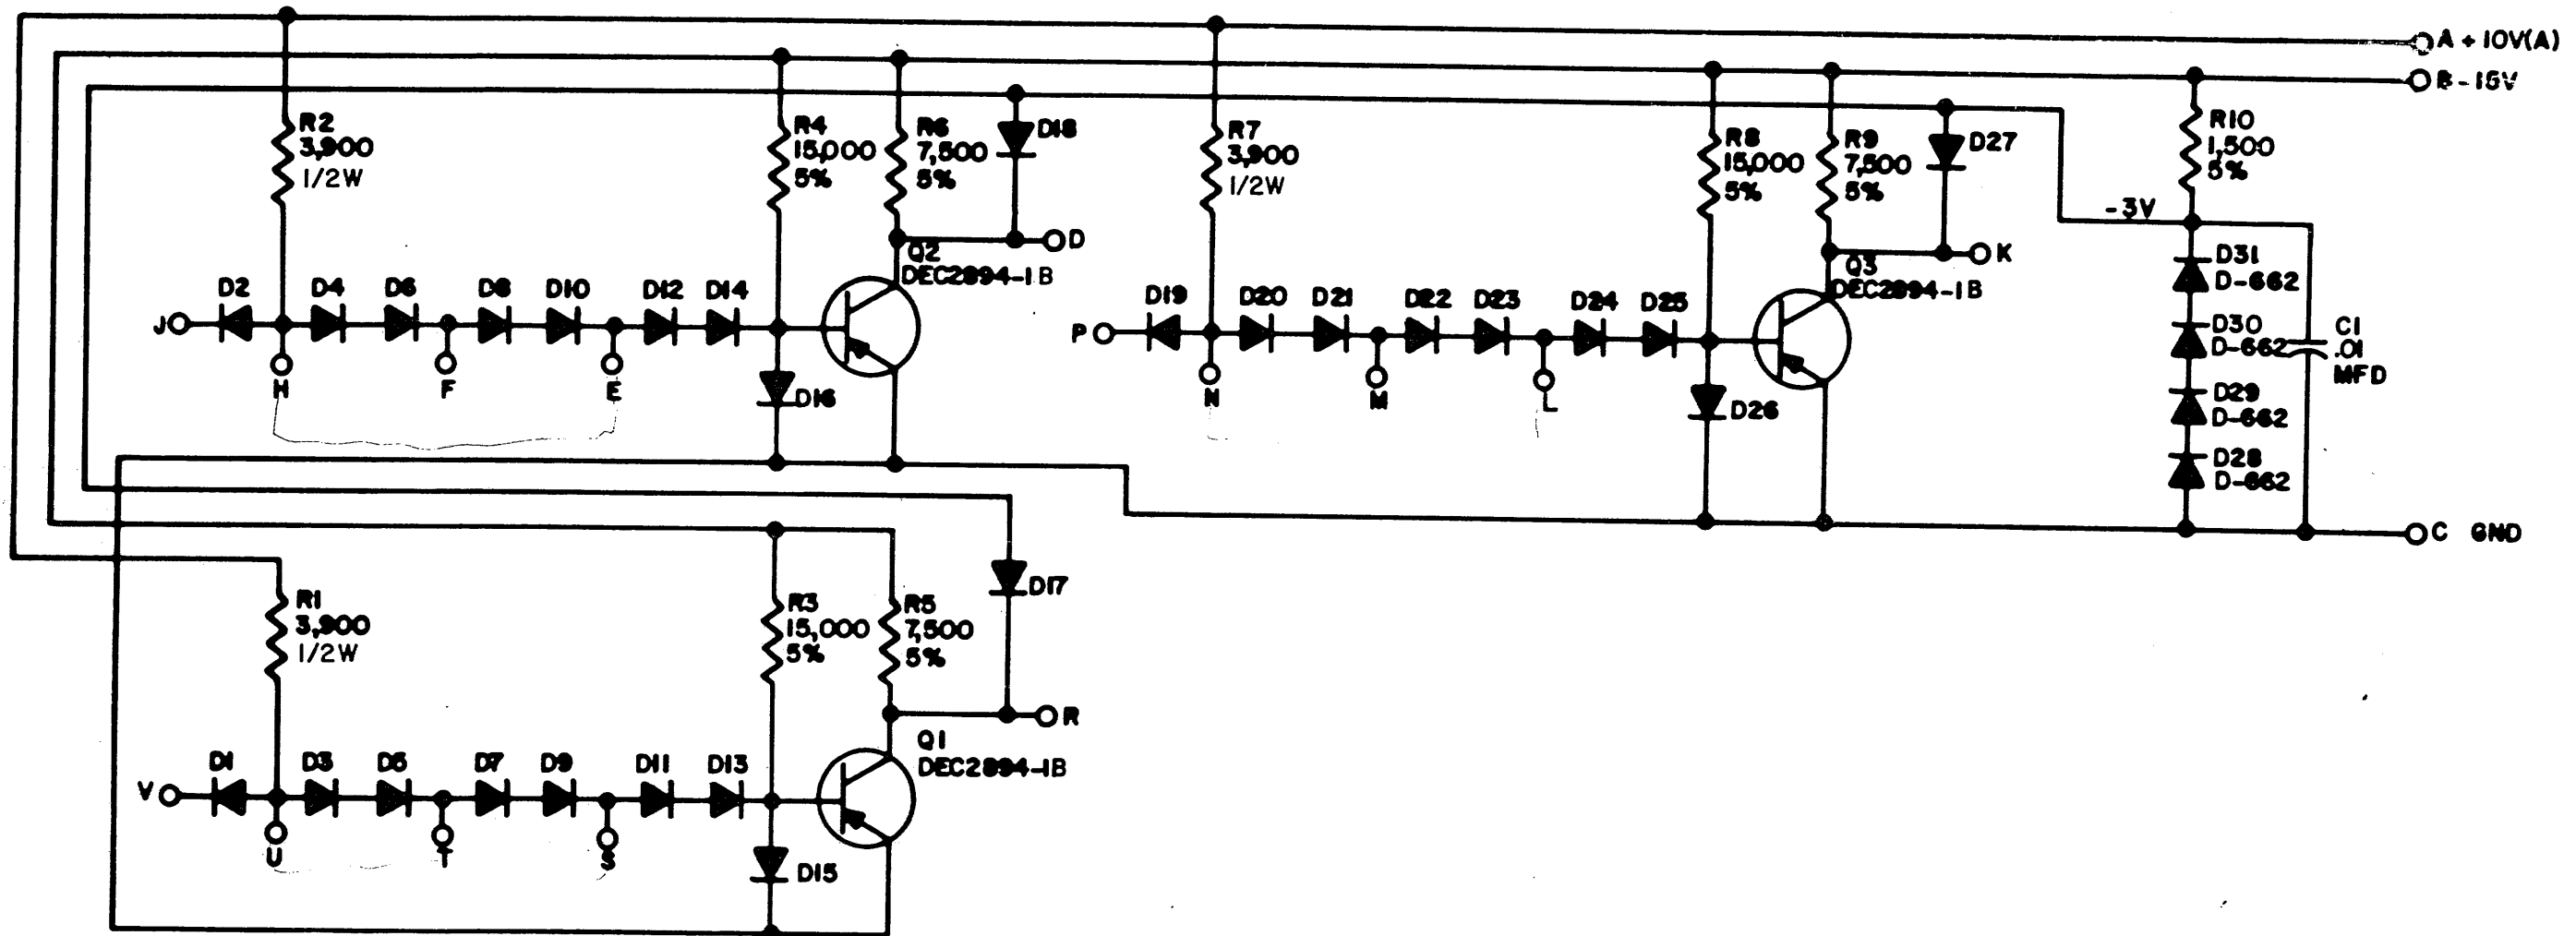 A + 10V(A)
B - 15V
R2
3,900
1/2W
R4
15,000
5%
R6
7,500
5%
D18
R7
3,900
1/2W
R8
15,000
5%
R9
7,500
5%
D27
R10
1,500
5%
-3V
D
K
Q2
DEC2894-1B
Q3
DEC2894-1B
D31
D-662
D30
D-662
D29
D-662
D28
D-662
C1
.01
MFD
J
D2
D4
D6
D8
D10
D12
D14
H
F
E
D16
P
D19
D20
D21
D22
D23
D24
D25
N
M
L
D26
C GND
R1
3,900
1/2W
R3
15,000
5%
R5
7,500
5%
D17
R
Q1
DEC2894-1B
V
D1
D3
D5
D7
D9
D11
D13
U
T
S
D15